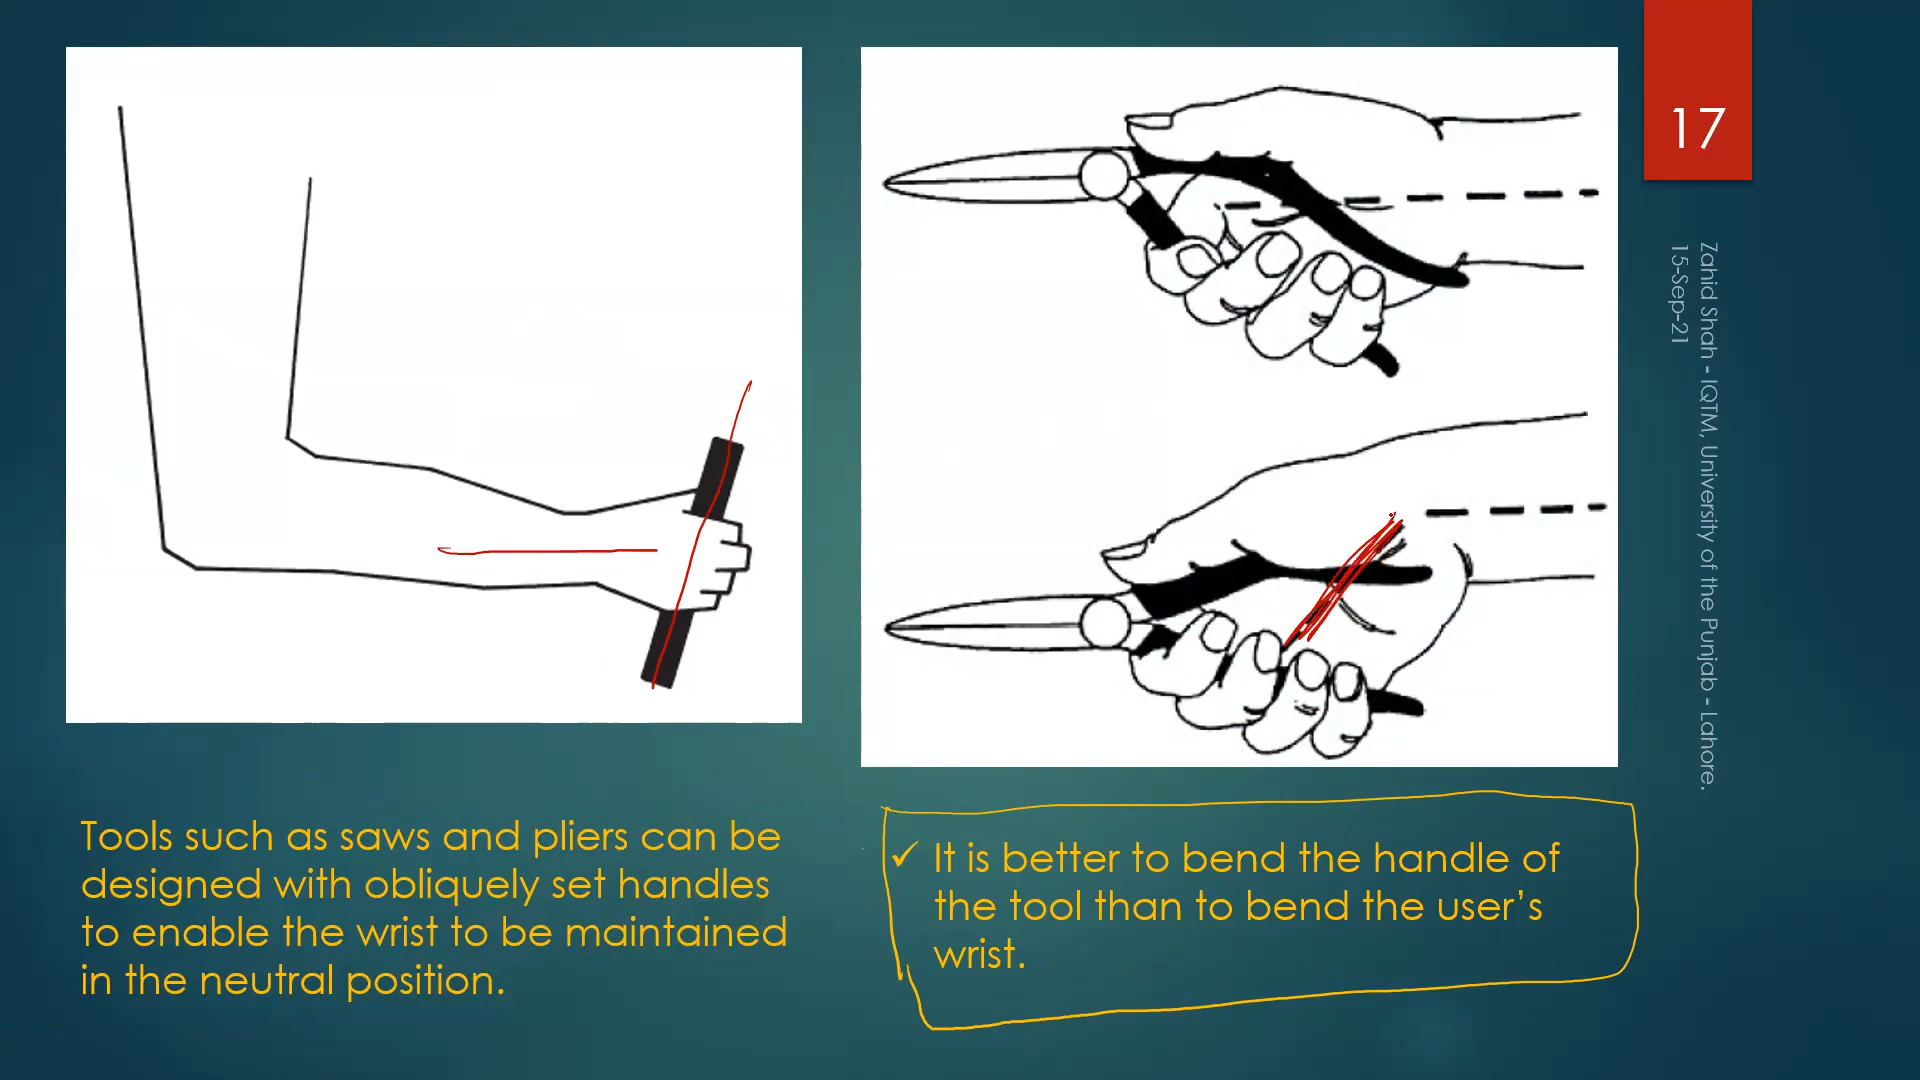 17
Tools such as saws and pliers can be
designed with obliquely set handles
to enable the wrist to be maintained
in the neutral position.
✓ It is better to bend the handle of
the tool than to bend the user’s
wrist.
Zahid Shah - IQTM, University of the Punjab - Lahore.
15-Sep-21